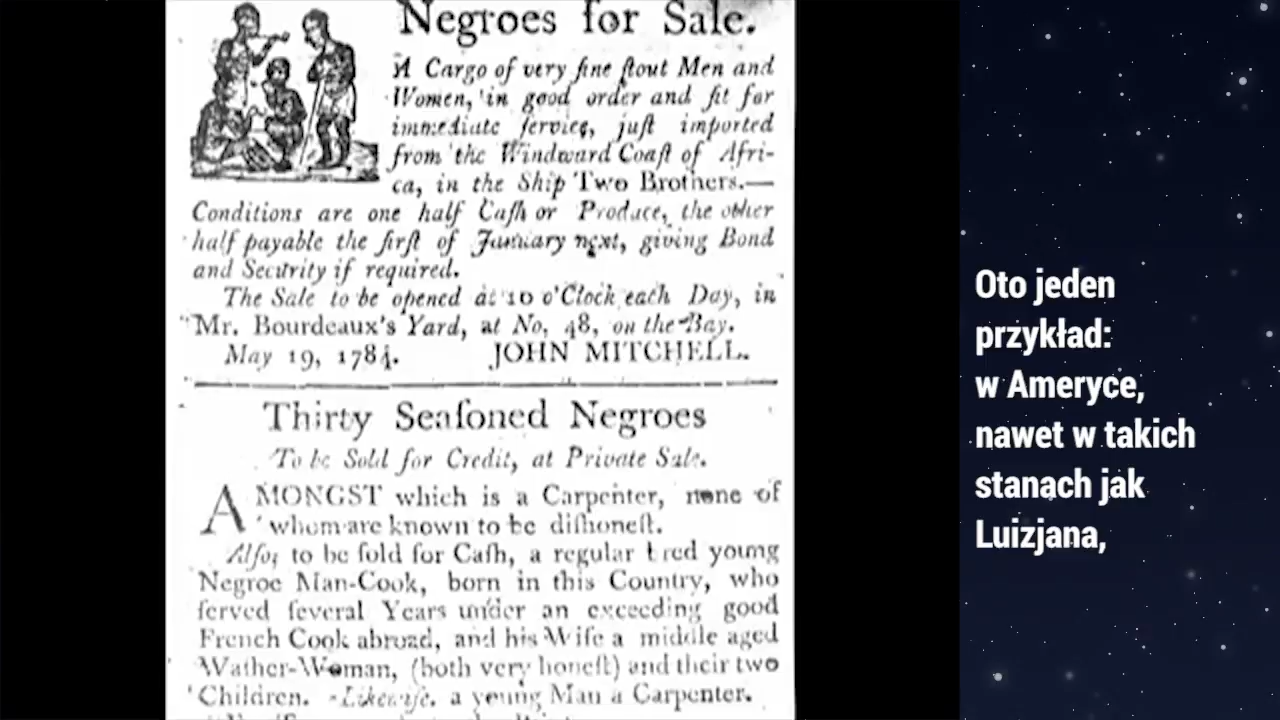 Negroes for Sale.
A Cargo of very fine ſtout Men and
Women, in good order and fit for
immediate ſervice, juſt imported
from the Windward Coaſt of Afri-
ca, in the Ship Two Brothers.—
Conditions are one half Caſh or Produce, the other
half payable the firſt of January next, giving Bond
and Security if required.
The Sale to be opened at 10 o'Clock each Day, in
Mr. Bourdeaux's Yard, at No. 48, on the Bay.
May 19, 1784. JOHN MITCHELL.
Thirty Seaſoned Negroes
To be Sold for Credit, at Private Sale.
AMONGST which is a Carpenter, none of
whom are known to be diſhoneſt.
Alſo, to be ſold for Caſh, a regular bred young
Negroe Man-Cook, born in this Country, who
ſerved ſeveral Years under an exceeding good
French Cook abroad, and his Wife a middle aged
Waſher-Woman, (both very honeſt) and their two
Children. -Likewiſe. a young Man a Carpenter.
Oto jeden
przykład:
w Ameryce,
nawet w takich
stanach jak
Luizjana,